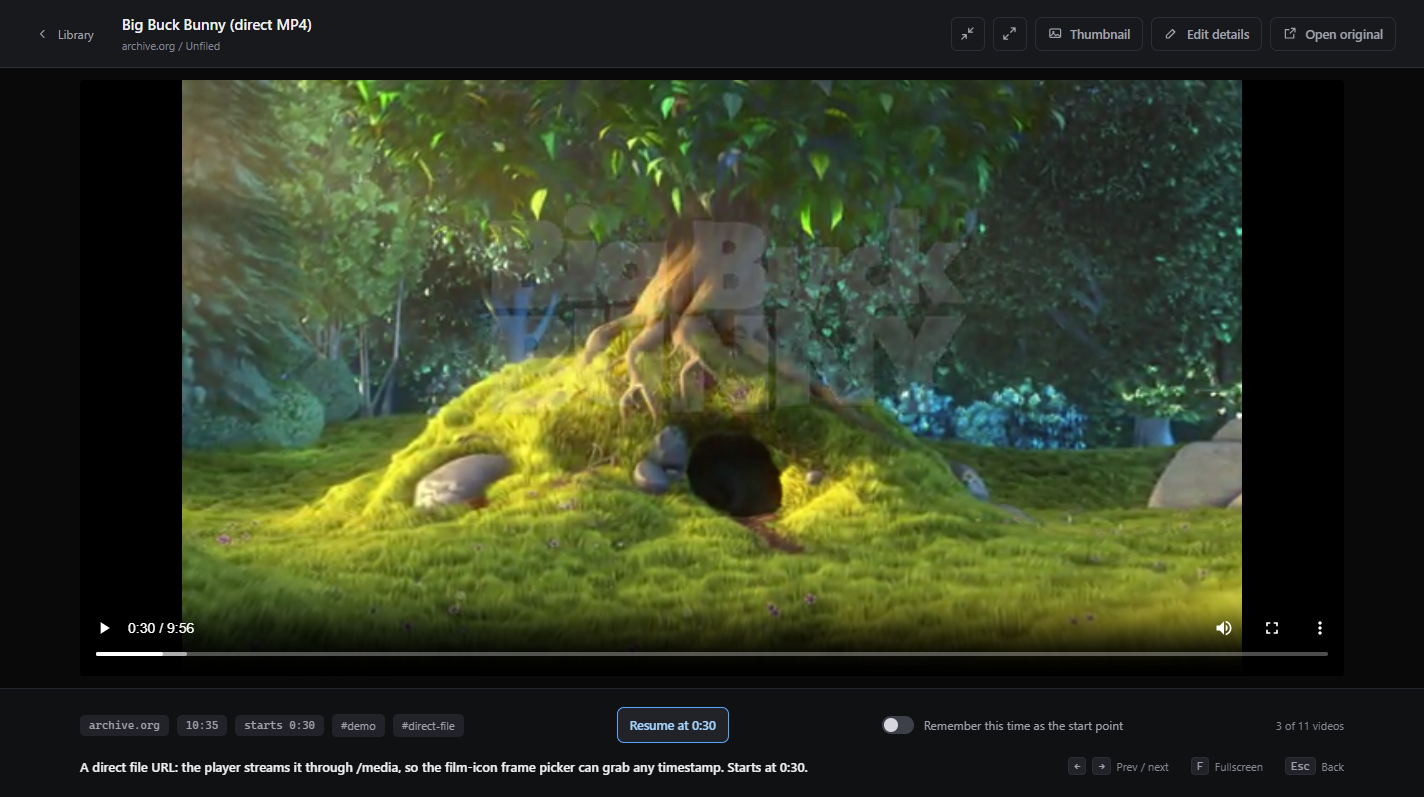 Library
Big Buck Bunny (direct MP4)
archive.org / Unfiled
Thumbnail
Edit details
Open original
Big Buck
BUNNY
0:30 / 9:56
archive.org
10:35
starts 0:30
#demo
#direct-file
Resume at 0:30
Remember this time as the start point
3 of 11 videos
A direct file URL: the player streams it through /media, so the film-icon frame picker can grab any timestamp. Starts at 0:30.
← → Prev / next
F Fullscreen
Esc Back